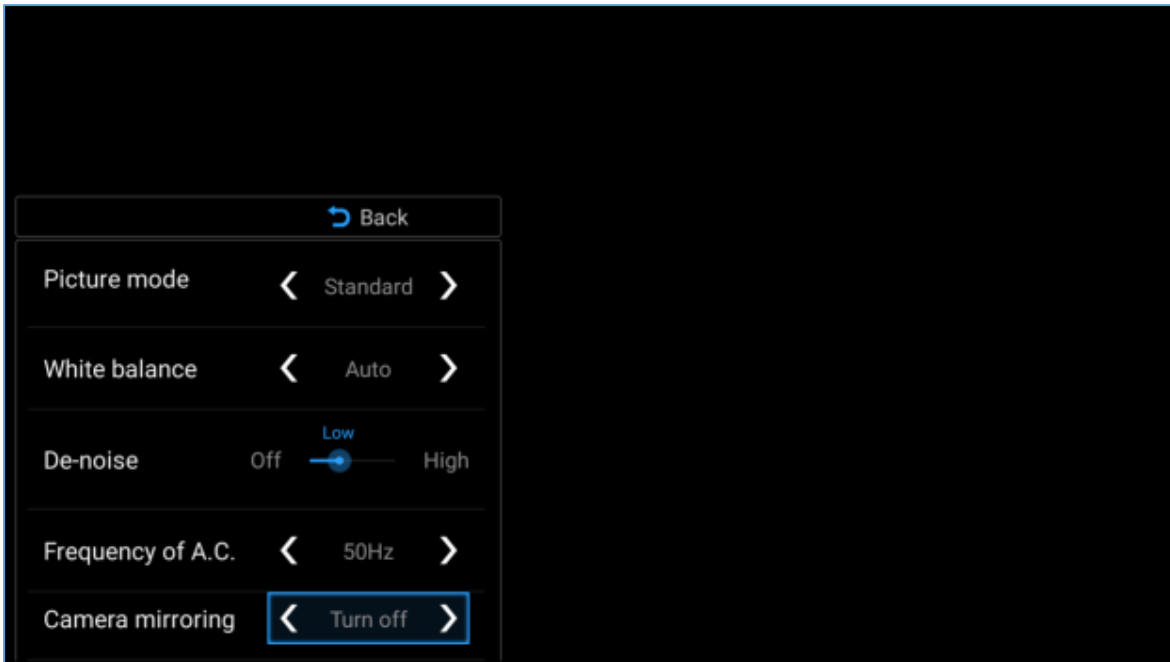 Back
Picture mode Standard
White balance Auto
Low
De-noise Off High
Frequency of A.C. 50Hz
Camera mirroring Turn off